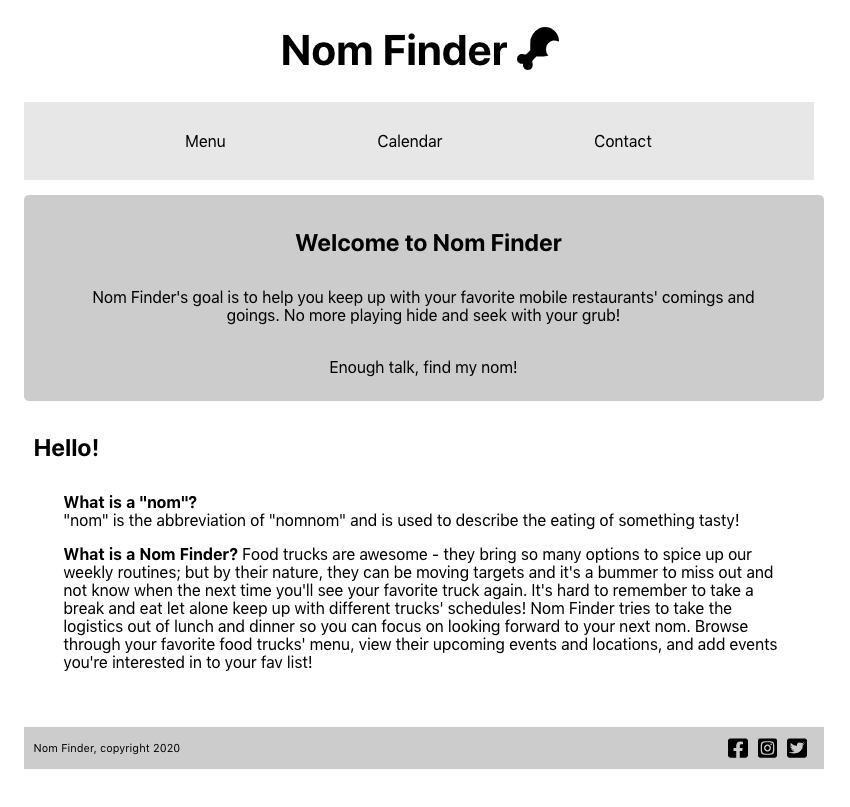 Nom Finder
Menu Calendar Contact
Welcome to Nom Finder
Nom Finder's goal is to help you keep up with your favorite mobile restaurants' comings and
goings. No more playing hide and seek with your grub!
Enough talk, find my nom!
Hello!
What is a "nom"?
"nom" is the abbreviation of "nomnom" and is used to describe the eating of something tasty!
What is a Nom Finder? Food trucks are awesome - they bring so many options to spice up our
weekly routines; but by their nature, they can be moving targets and it's a bummer to miss out and
not know when the next time you'll see your favorite truck again. It's hard to remember to take a
break and eat let alone keep up with different trucks' schedules! Nom Finder tries to take the
logistics out of lunch and dinner so you can focus on looking forward to your next nom. Browse
through your favorite food trucks' menu, view their upcoming events and locations, and add events
you're interested in to your fav list!
Nom Finder, copyright 2020